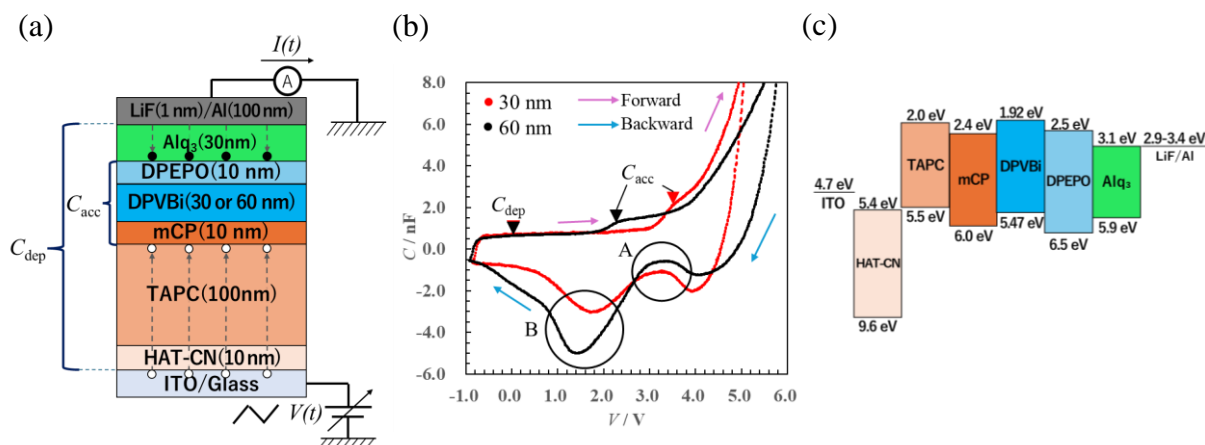 (a)
I(t)
A
LiF(1 nm)/Al(100nm)
Alq₃(30nm)
DPEPO(10 nm)
DPVBi(30 or 60 nm)
mCP(10 nm)
TAPC(100nm)
HAT-CN(10 nm)
ITO/Glass
C_acc
C_dep
V(t)
(b)
8.0
6.0
4.0
2.0
0.0
-2.0
-4.0
-6.0
C / nF
30 nm
60 nm
Forward
Backward
C_acc
C_dep
A
B
-1.0 0.0 1.0 2.0 3.0 4.0 5.0 6.0
V / V
(c)
4.7 eV
ITO
5.4 eV
HAT-CN
9.6 eV
2.0 eV
TAPC
5.5 eV
2.4 eV
mCP
6.0 eV
1.92 eV
DPVBi
5.47 eV
2.5 eV
DPEPO
6.5 eV
3.1 eV
Alq₃
5.9 eV
2.9-3.4 eV
LiF/Al